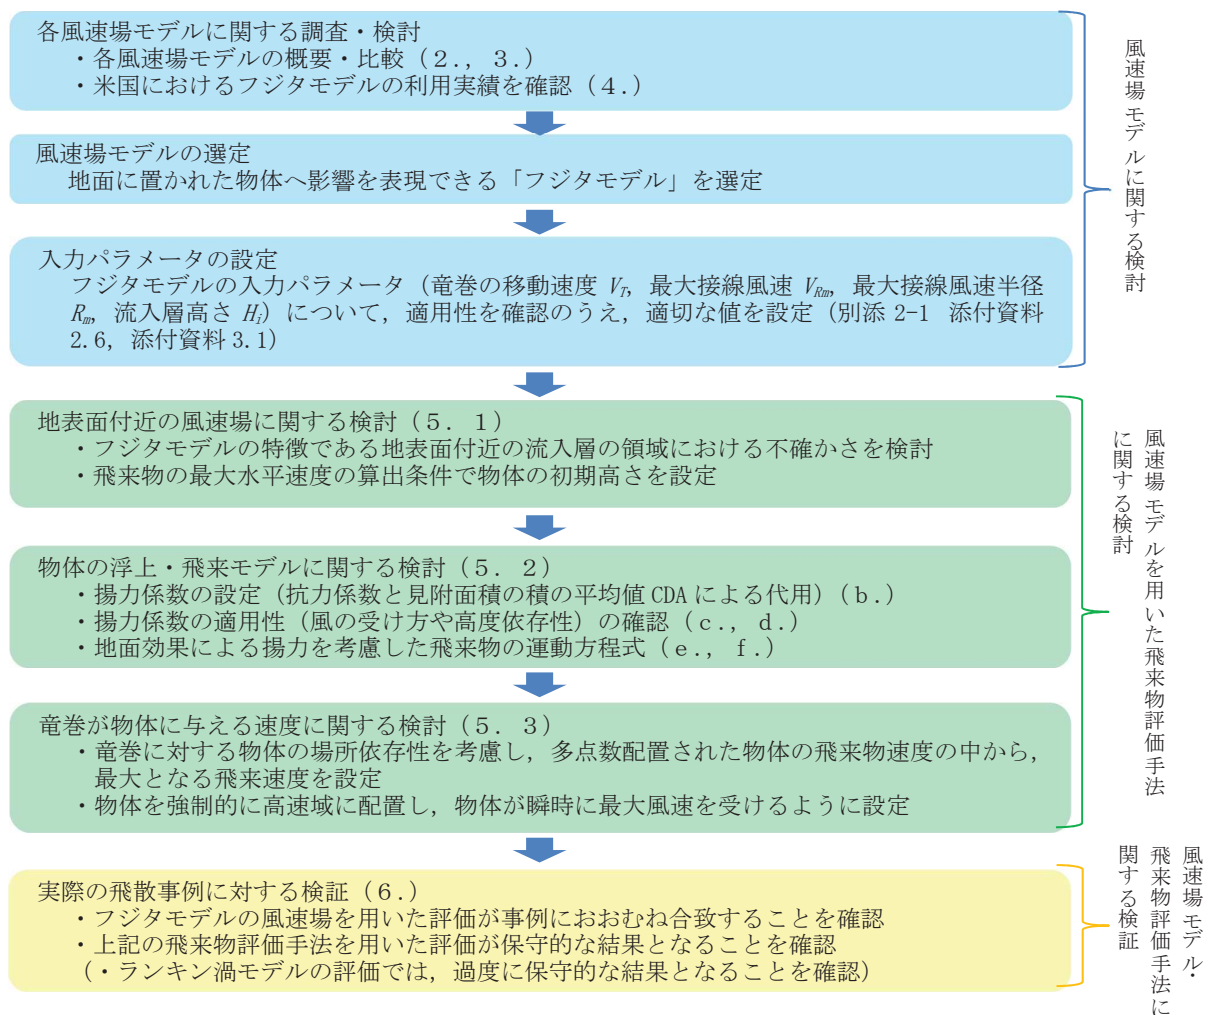 各風速場モデルに関する調査・検討
・各風速場モデルの概要・比較（２．，３．）
・米国におけるフジタモデルの利用実績を確認（４．）
風速場モデルの選定
地面に置かれた物体へ影響を表現できる「フジタモデル」を選定
入力パラメータの設定
フジタモデルの入力パラメータ（竜巻の移動速度 V_T，最大接線風速 V_Rm，最大接線風速半径
R_m，流入層高さ H_i）について，適用性を確認のうえ，適切な値を設定（別添 2-1 添付資料
2.6，添付資料 3.1）
風速場モデルに関する検討
地表面付近の風速場に関する検討（５．１）
・フジタモデルの特徴である地表面付近の流入層の領域における不確かさを検討
・飛来物の最大水平速度の算出条件で物体の初期高さを設定
物体の浮上・飛来モデルに関する検討（５．２）
・揚力係数の設定（抗力係数と見附面積の積の平均値 CDA による代用）（ｂ．）
・揚力係数の適用性（風の受け方や高度依存性）の確認（ｃ．，ｄ．）
・地面効果による揚力を考慮した飛来物の運動方程式（ｅ．，ｆ．）
竜巻が物体に与える速度に関する検討（５．３）
・竜巻に対する物体の場所依存性を考慮し，多点数配置された物体の飛来物速度の中から，
最大となる飛来速度を設定
・物体を強制的に高速域に配置し，物体が瞬時に最大風速を受けるように設定
風速場モデルを用いた飛来物評価手法
に関する検討
実際の飛散事例に対する検証（６．）
・フジタモデルの風速場を用いた評価が事例におおむね合致することを確認
・上記の飛来物評価手法を用いた評価が保守的な結果となることを確認
（・ランキン渦モデルの評価では，過度に保守的な結果となることを確認）
風速場モデル・
飛来物評価手法に
関する検証